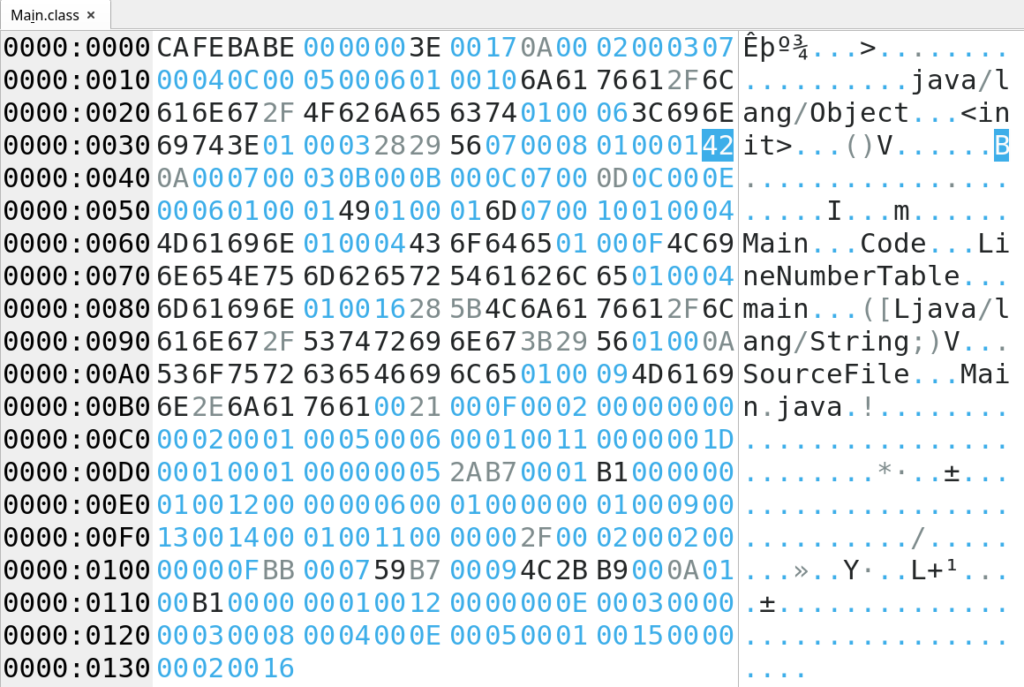 Main.class ×
0000:0000 CAFEBABE 0000003E 00170A00 02000307 Êþº¾...>........
0000:0010 00040C00 05000601 00106A61 76612F6C ..........java/l
0000:0020 616E672F 4F626A65 63740100 063C696E ang/Object...<in
0000:0030 69743E01 00032829 56070008 01000142 it>...()V......B
0000:0040 0A000700 030B000B 000C0700 0D0C000E ................
0000:0050 00060100 01490100 016D0700 10010004 .....I...m......
0000:0060 4D61696E 01000443 6F646501 000F4C69 Main...Code...Li
0000:0070 6E654E75 6D626572 5461626C 65010004 neNumberTable...
0000:0080 6D61696E 01001628 5B4C6A61 76612F6C main...([Ljava/l
0000:0090 616E672F 53747269 6E673B29 5601000A ang/String;)V...
0000:00A0 536F7572 63654669 6C650100 094D6169 SourceFile...Mai
0000:00B0 6E2E6A61 76610021 000F0002 00000000 n.java.!........
0000:00C0 00020001 00050006 00010011 0000001D ................
0000:00D0 00010001 00000005 2AB70001 B1000000 ........*·..±...
0000:00E0 01001200 00000600 01000000 01000900 ................
0000:00F0 13001400 01001100 00002F00 02000200 ........../.....
0000:0100 00000FBB 000759B7 00094C2B B9000A01 ...»..Y·..L+¹...
0000:0110 00B10000 00010012 0000000E 00030000 .±..............
0000:0120 00030008 0004000E 00050001 00150000 ................
0000:0130 00020016 ....